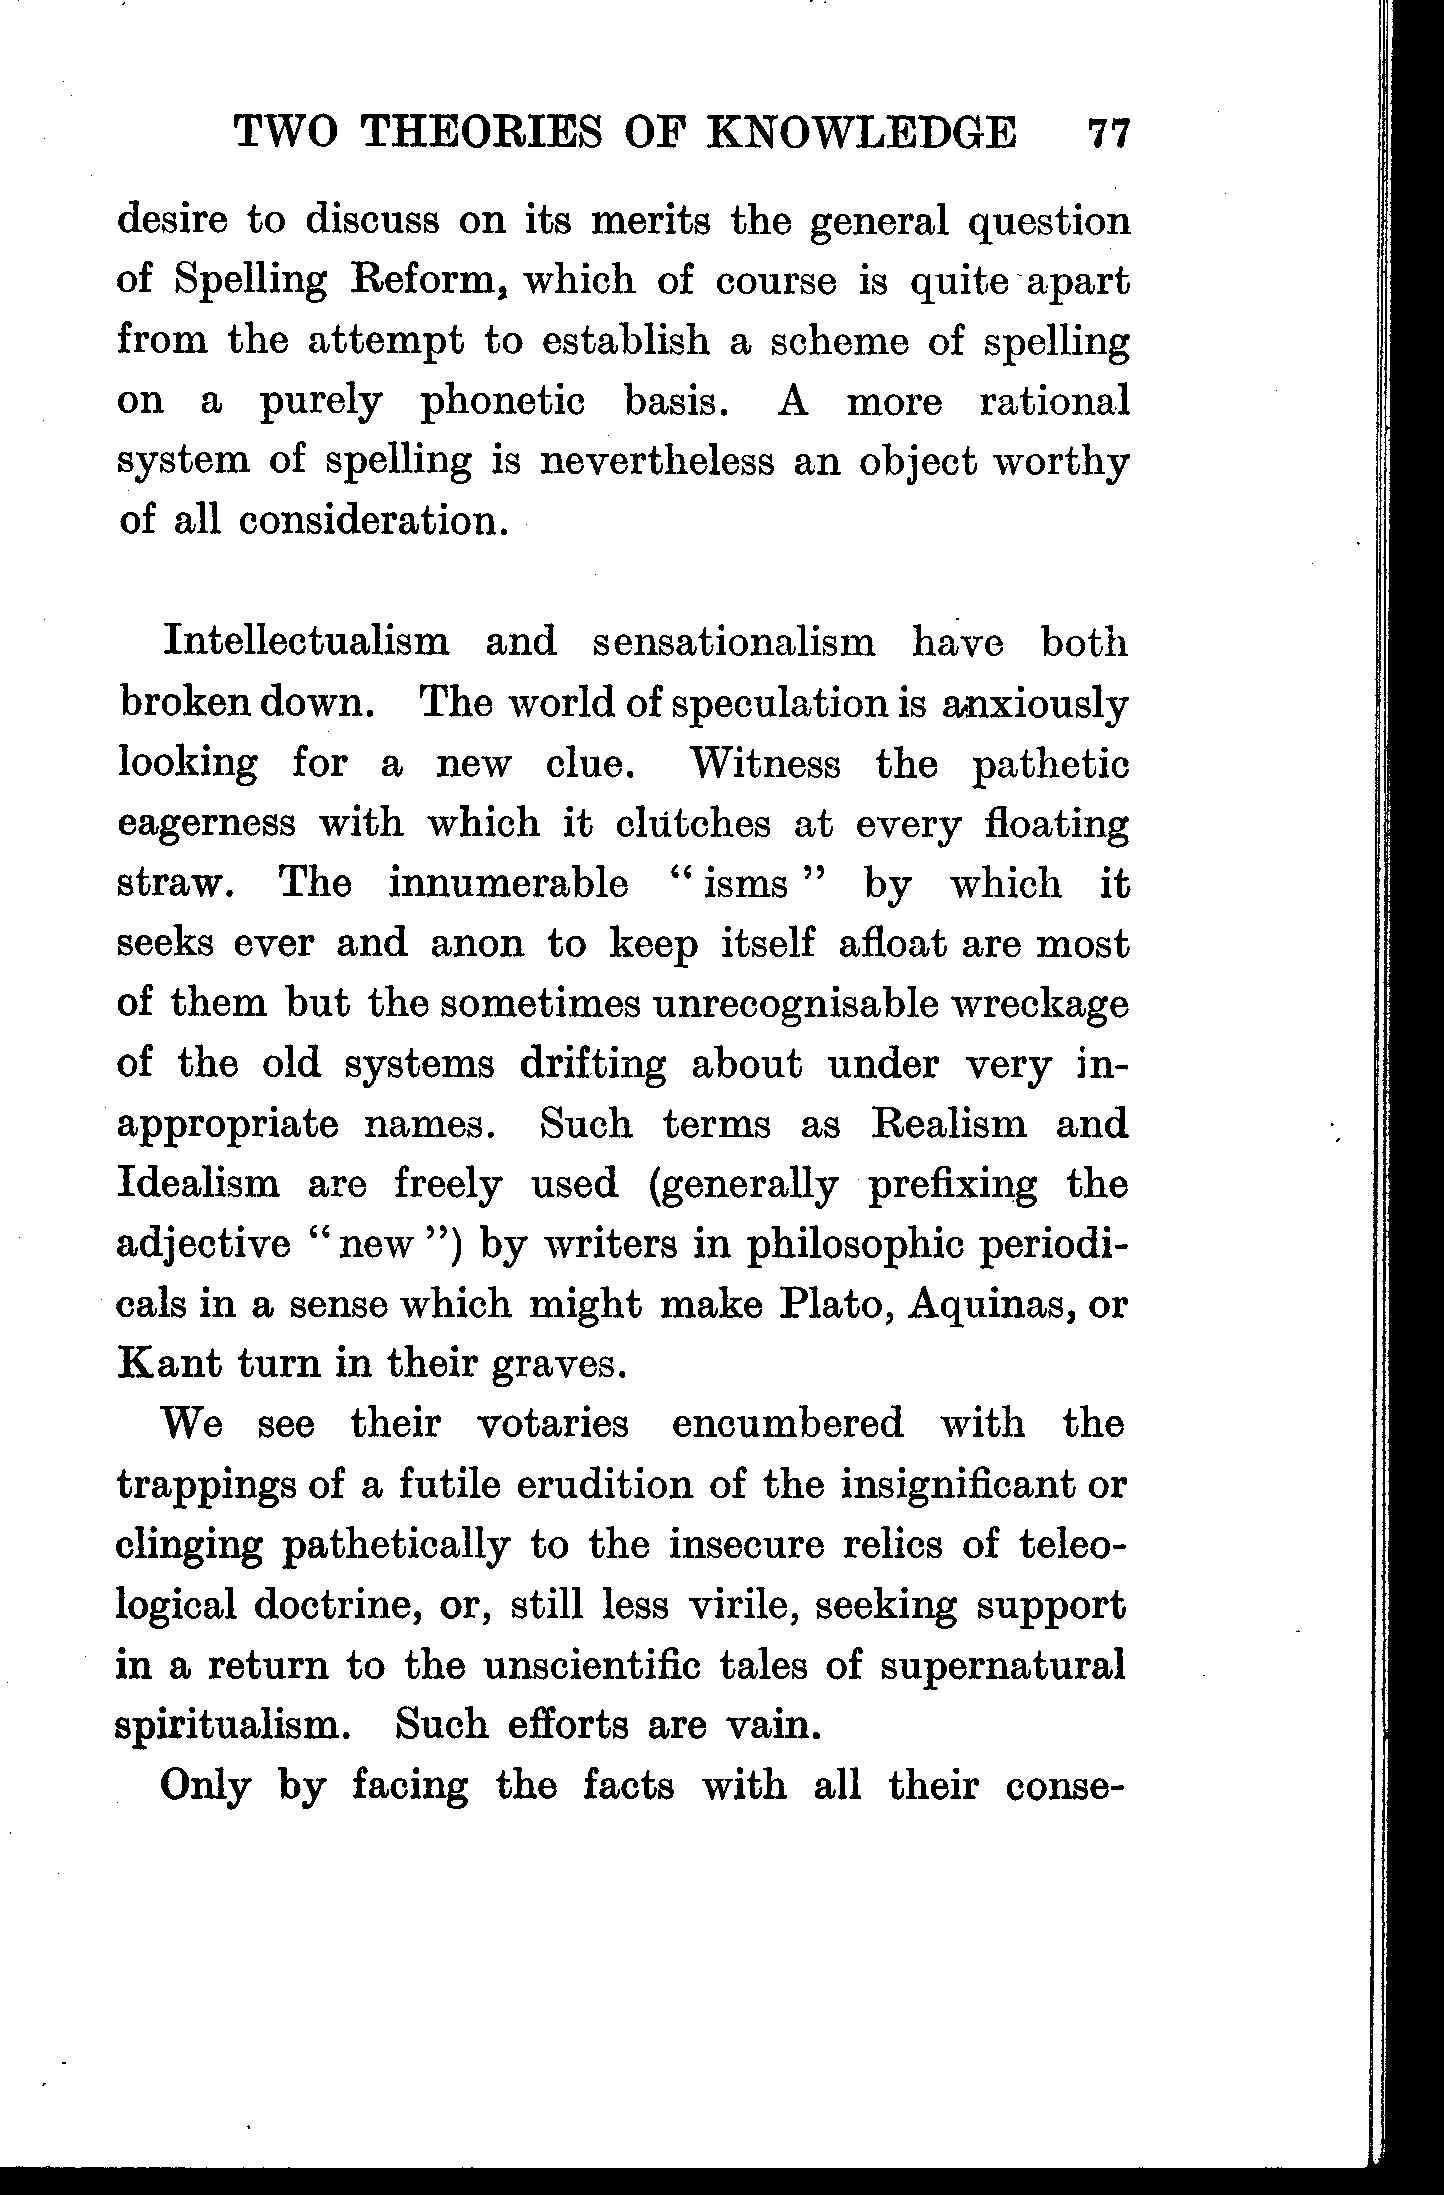 TWO THEORIES OF KNOWLEDGE 77
desire to discuss on its merits the general question
of Spelling Reform, which of course is quite apart
from the attempt to establish a scheme of spelling
on a purely phonetic basis. A more rational
system of spelling is nevertheless an object worthy
of all consideration.
Intellectualism and sensationalism have both
broken down. The world of speculation is anxiously
looking for a new clue. Witness the pathetic
eagerness with which it clutches at every floating
straw. The innumerable “ isms ” by which it
seeks ever and anon to keep itself afloat are most
of them but the sometimes unrecognisable wreckage
of the old systems drifting about under very in-
appropriate names. Such terms as Realism and
Idealism are freely used (generally prefixing the
adjective “ new ”) by writers in philosophic periodi-
cals in a sense which might make Plato, Aquinas, or
Kant turn in their graves.
We see their votaries encumbered with the
trappings of a futile erudition of the insignificant or
clinging pathetically to the insecure relics of teleo-
logical doctrine, or, still less virile, seeking support
in a return to the unscientific tales of supernatural
spiritualism. Such efforts are vain.
Only by facing the facts with all their conse-